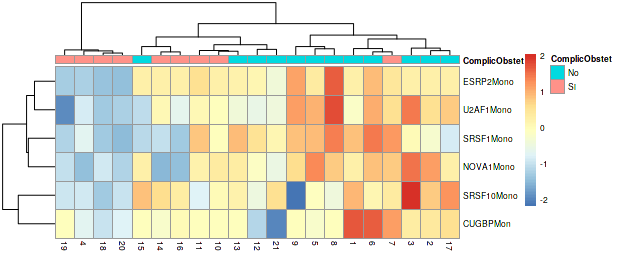 ComplicObstet
ESRP2Mono
U2AF1Mono
SRSF1Mono
NOVA1Mono
SRSF10Mono
CUGBPMon
19 4 18 20 15 14 16 11 10 13 12 21 9 5 8 1 6 7 3 2 17
2
1
0
-1
-2
ComplicObstet
No
SI